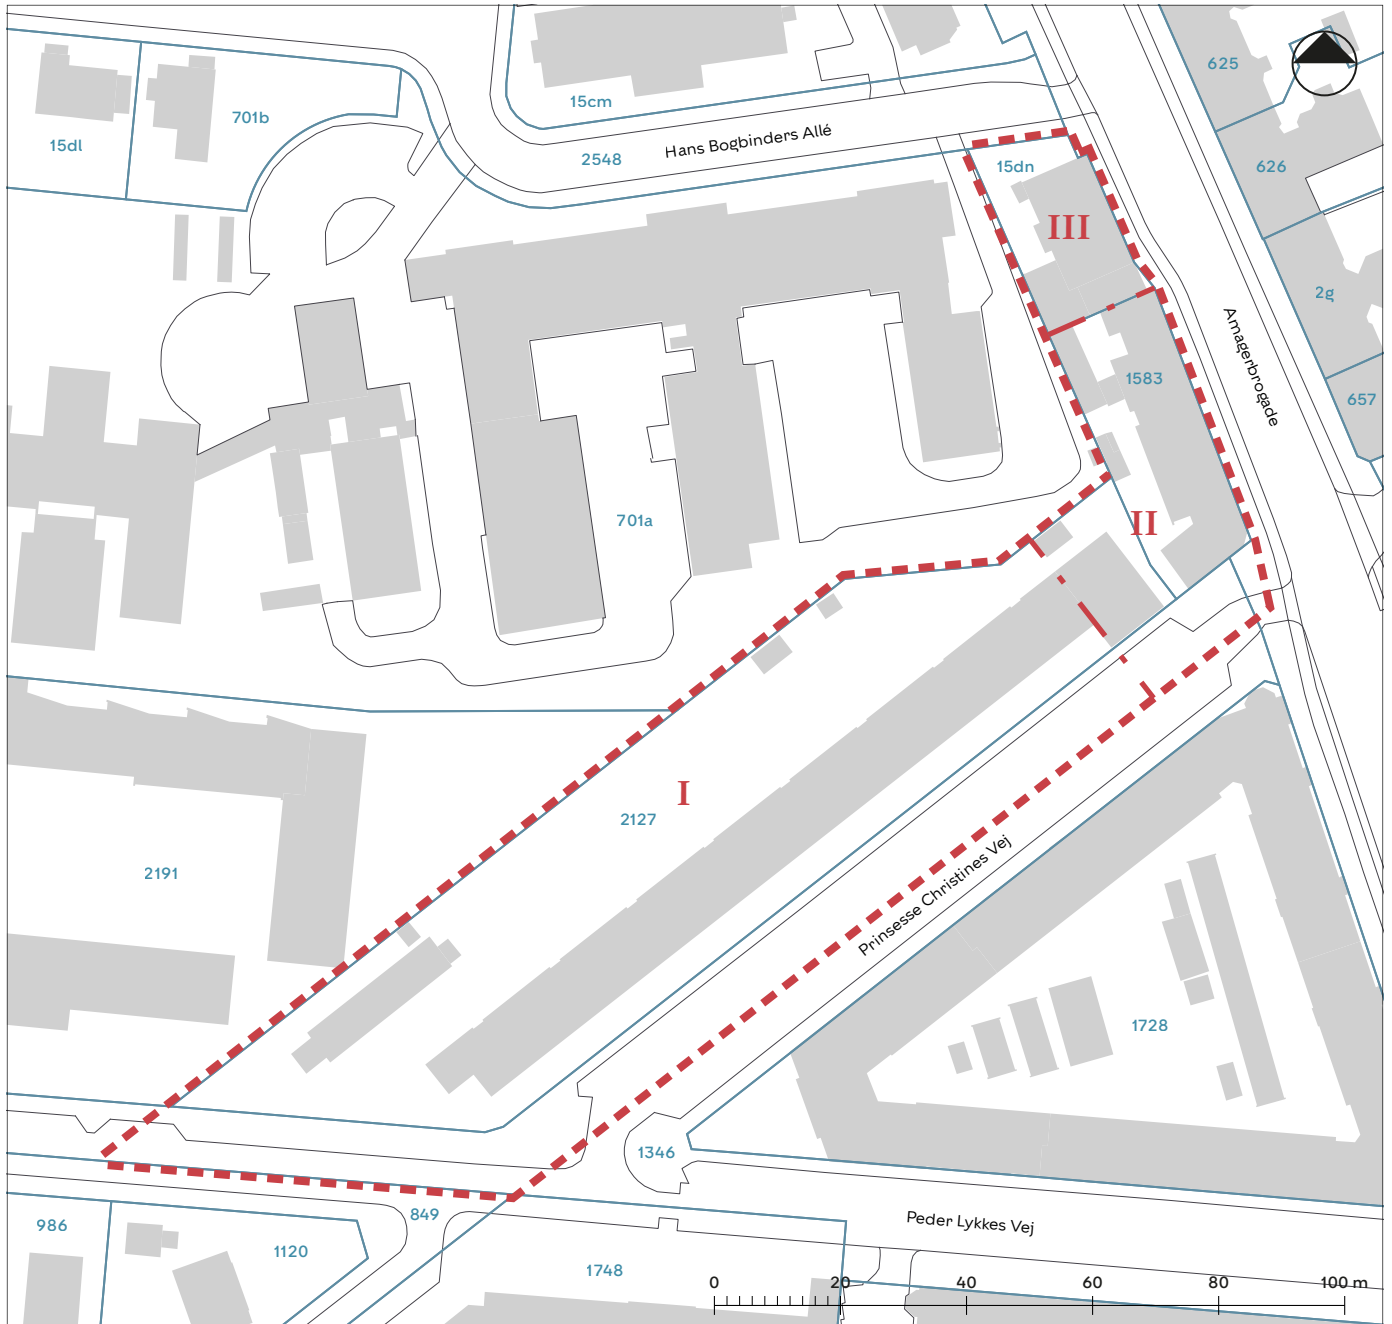 625
15cm
701b
15dl
Hans Bogbinders Allé
2548
15dn
626
III
2g
Amagerbrogade
1583
657
701a
II
I
2127
2191
Prinsesse Christines Vej
1728
1346
849
Peder Lykkes Vej
986
1120
1748
0 20 40 60 80 100 m